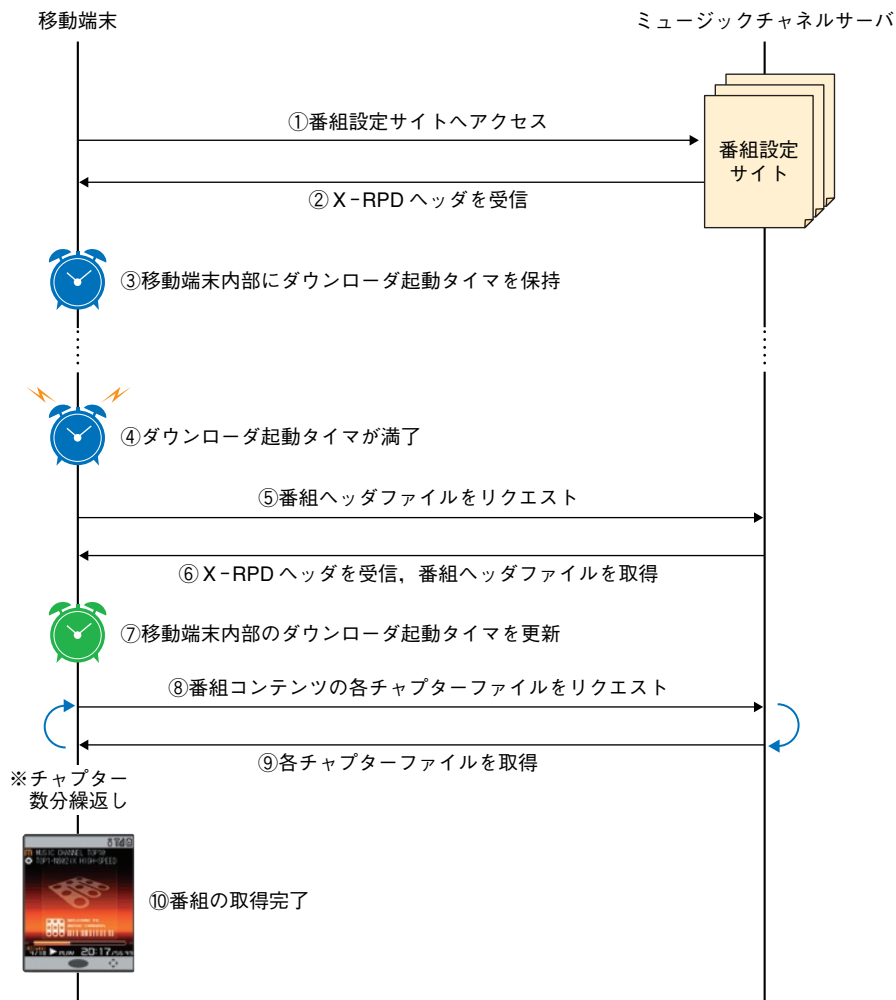 移動端末
ミュージックチャネルサーバ
①番組設定サイトへアクセス
番組設定
サイト
②X-RPDヘッダを受信
③移動端末内部にダウンローダ起動タイマを保持
④ダウンローダ起動タイマが満了
⑤番組ヘッダファイルをリクエスト
⑥X-RPDヘッダを受信，番組ヘッダファイルを取得
⑦移動端末内部のダウンローダ起動タイマを更新
⑧番組コンテンツの各チャプターファイルをリクエスト
⑨各チャプターファイルを取得
※チャプター
数分繰返し
MUSIC CHANNEL TOP10
⑩番組の取得完了
PLAY 20:17